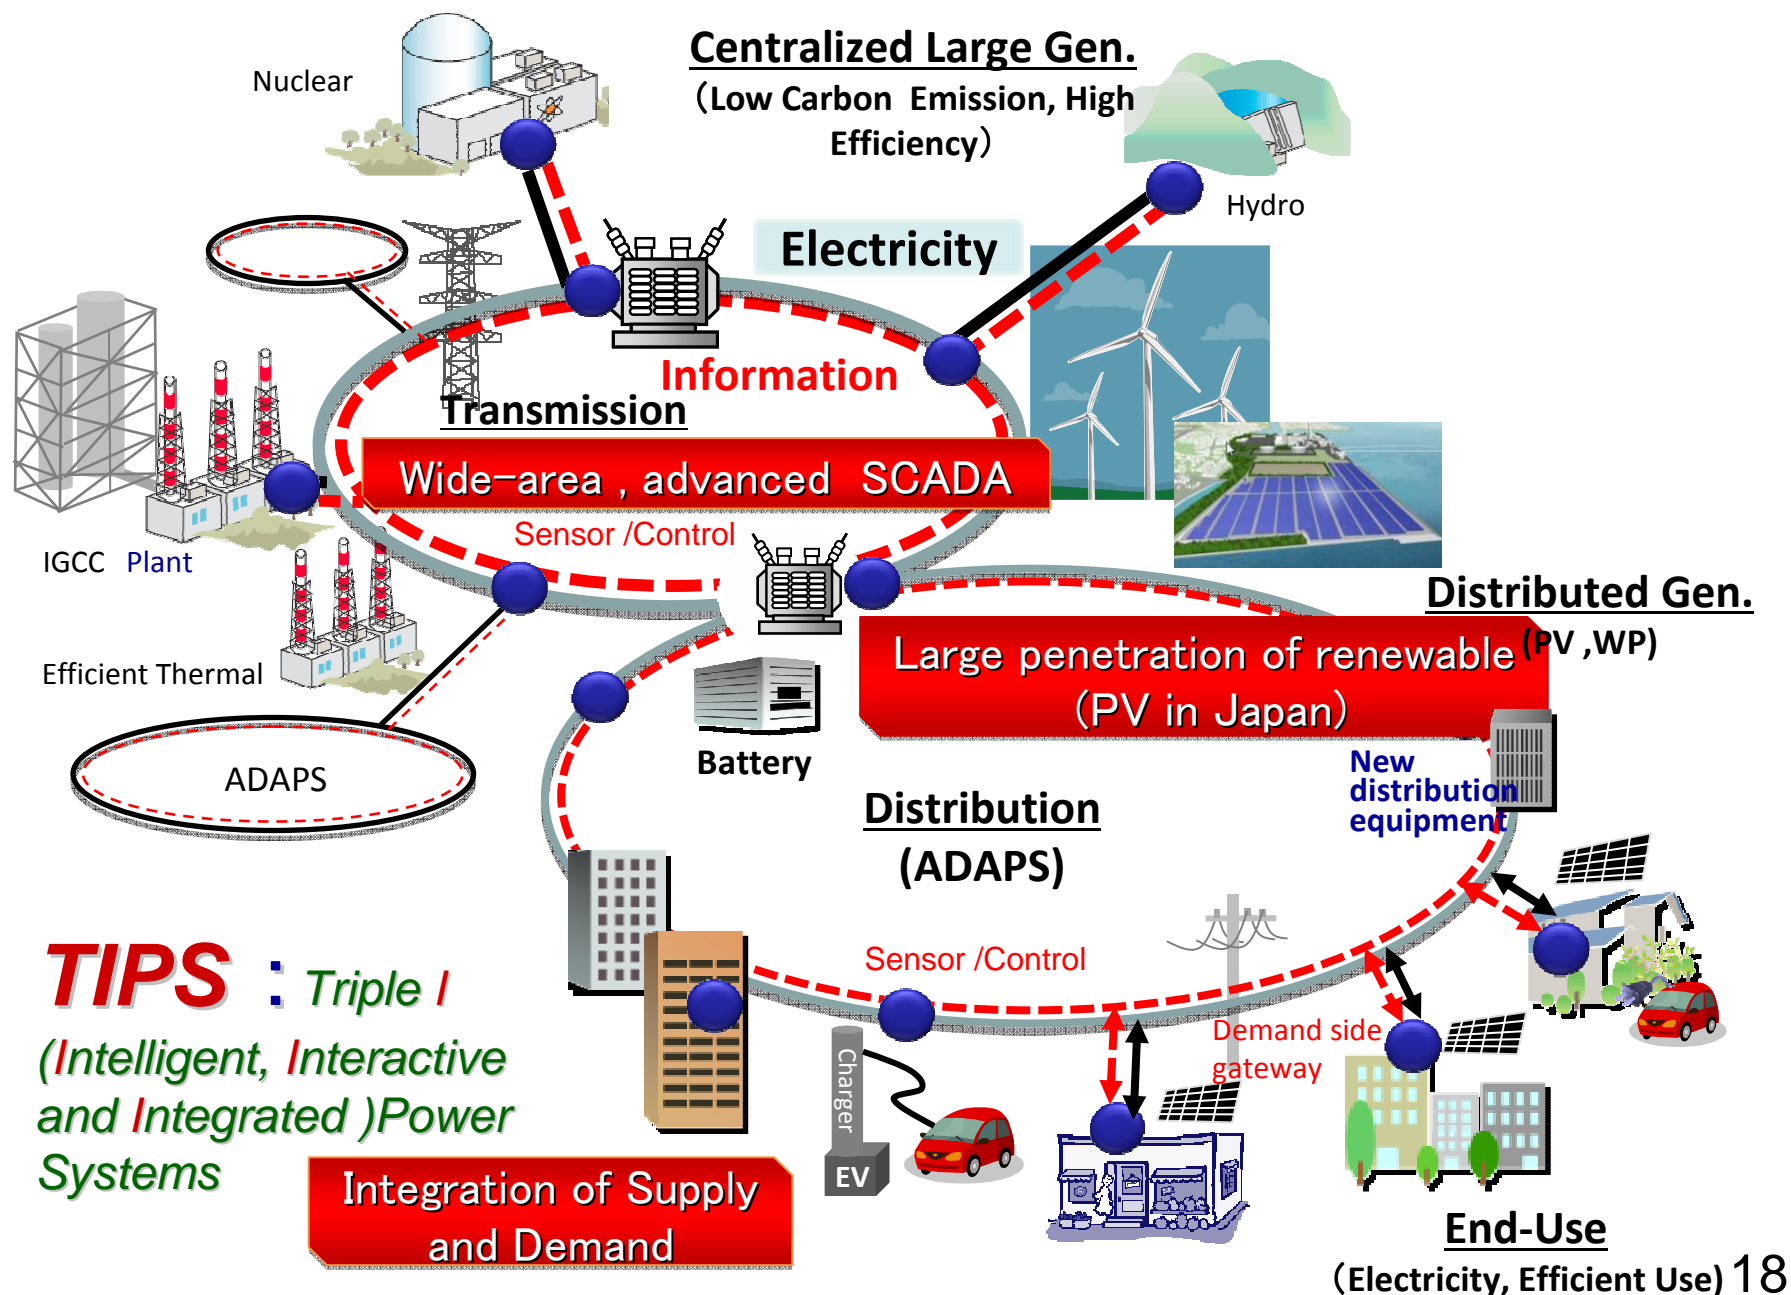 Centralized Large Gen.
（Low Carbon Emission, High
Efficiency）
Nuclear
Hydro
Electricity
Information
Transmission
Wide-area , advanced SCADA
Sensor /Control
IGCC Plant
Efficient Thermal
ADAPS
Distributed Gen.
(PV ,WP)
Large penetration of renewable
(PV in Japan)
Battery
New
distribution
equipment
Distribution
(ADAPS)
Sensor /Control
Demand side
gateway
TIPS : Triple I
(Intelligent, Interactive
and Integrated )Power
Systems
Charger
EV
Integration of Supply
and Demand
End-Use
（Electricity, Efficient Use)
18